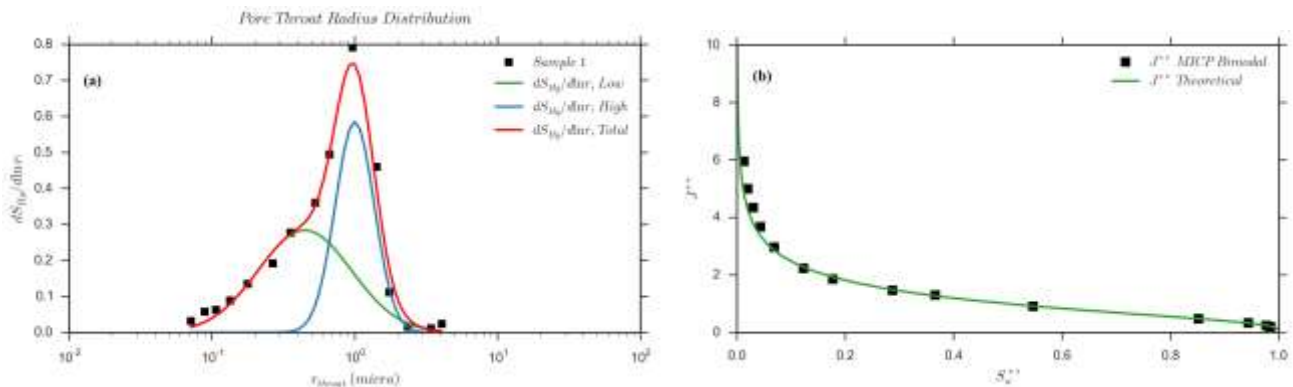 Pore Throat Radius Distribution
(a)
Sample 1
dS_Hg/dlnr, Low
dS_Hg/dlnr, High
dS_Hg/dlnr, Total
dS_Hg/dlnr
0.8
0.7
0.6
0.5
0.4
0.3
0.2
0.1
0.0
10^-2
10^-1
10^0
10^1
10^2
r_throat (micra)
(b)
J** MICP Bimodal
J** Theoretical
J**
10
8
6
4
2
0
0.0
0.2
0.4
0.6
0.8
1.0